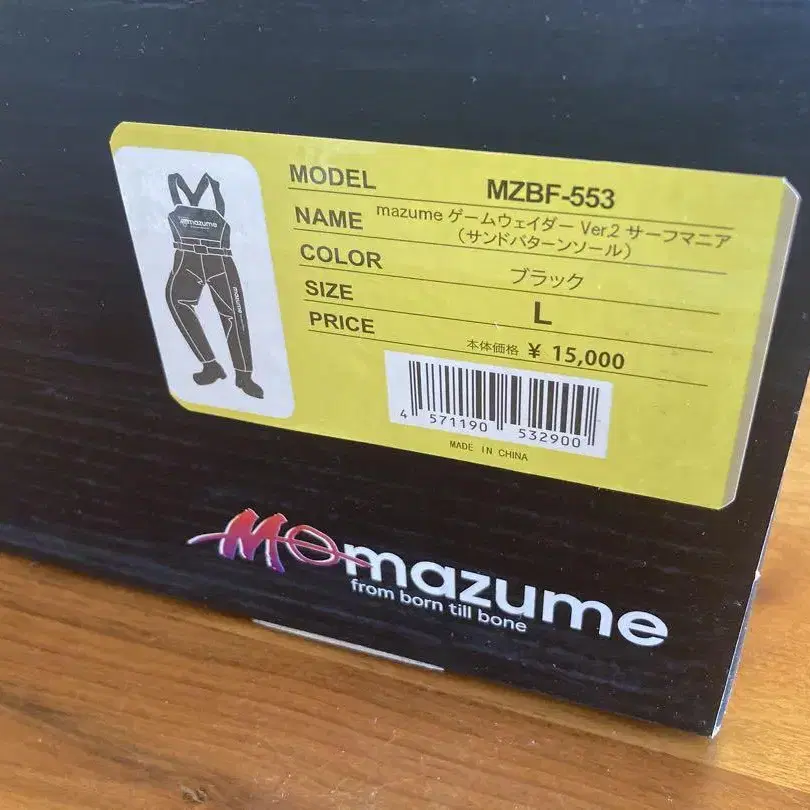 MODEL MZBF-553
NAME mazume ゲームウェイダー Ver.2 サーフマニア
（サンドパターンソール）
COLOR ブラック
SIZE L
PRICE 本体価格 ¥ 15,000
mazume
mazume
4 571190 532900
MADE IN CHINA
MO mazume
from born till bone